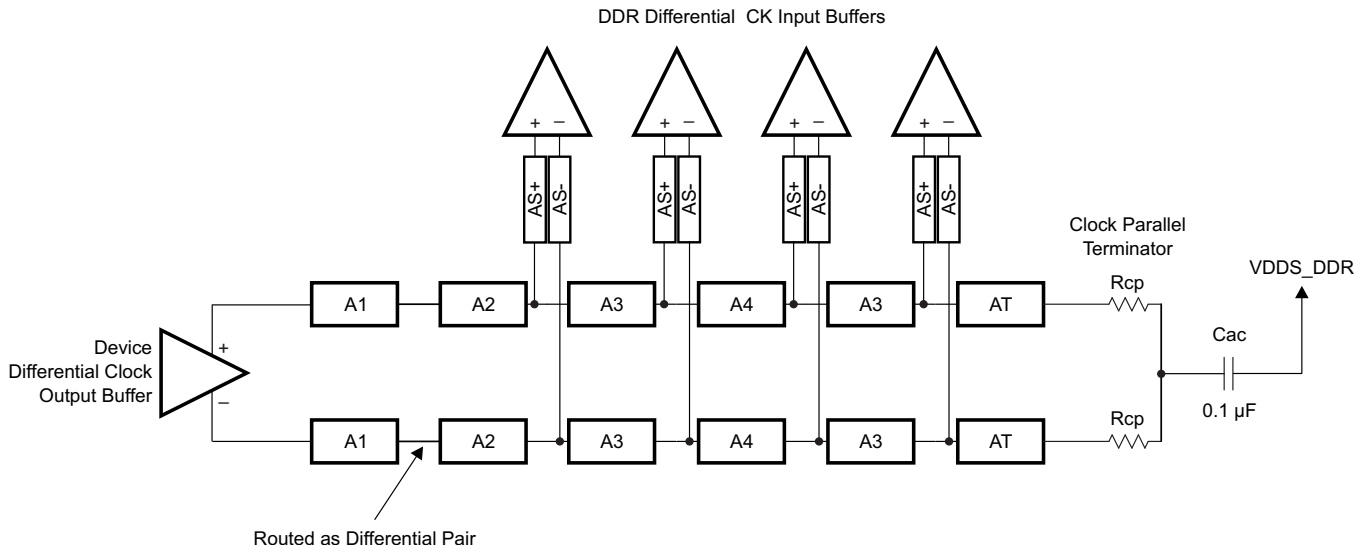 DDR Differential CK Input Buffers
+ – + – + – + –
AS+ AS- AS+ AS- AS+ AS- AS+ AS-
Clock Parallel
Terminator
VDDS_DDR
Rcp
A1 A2 A3 A4 A3 AT
Cac
Device
Differential Clock
Output Buffer
+
–
0.1 µF
Rcp
A1 A2 A3 A4 A3 AT
Routed as Differential Pair